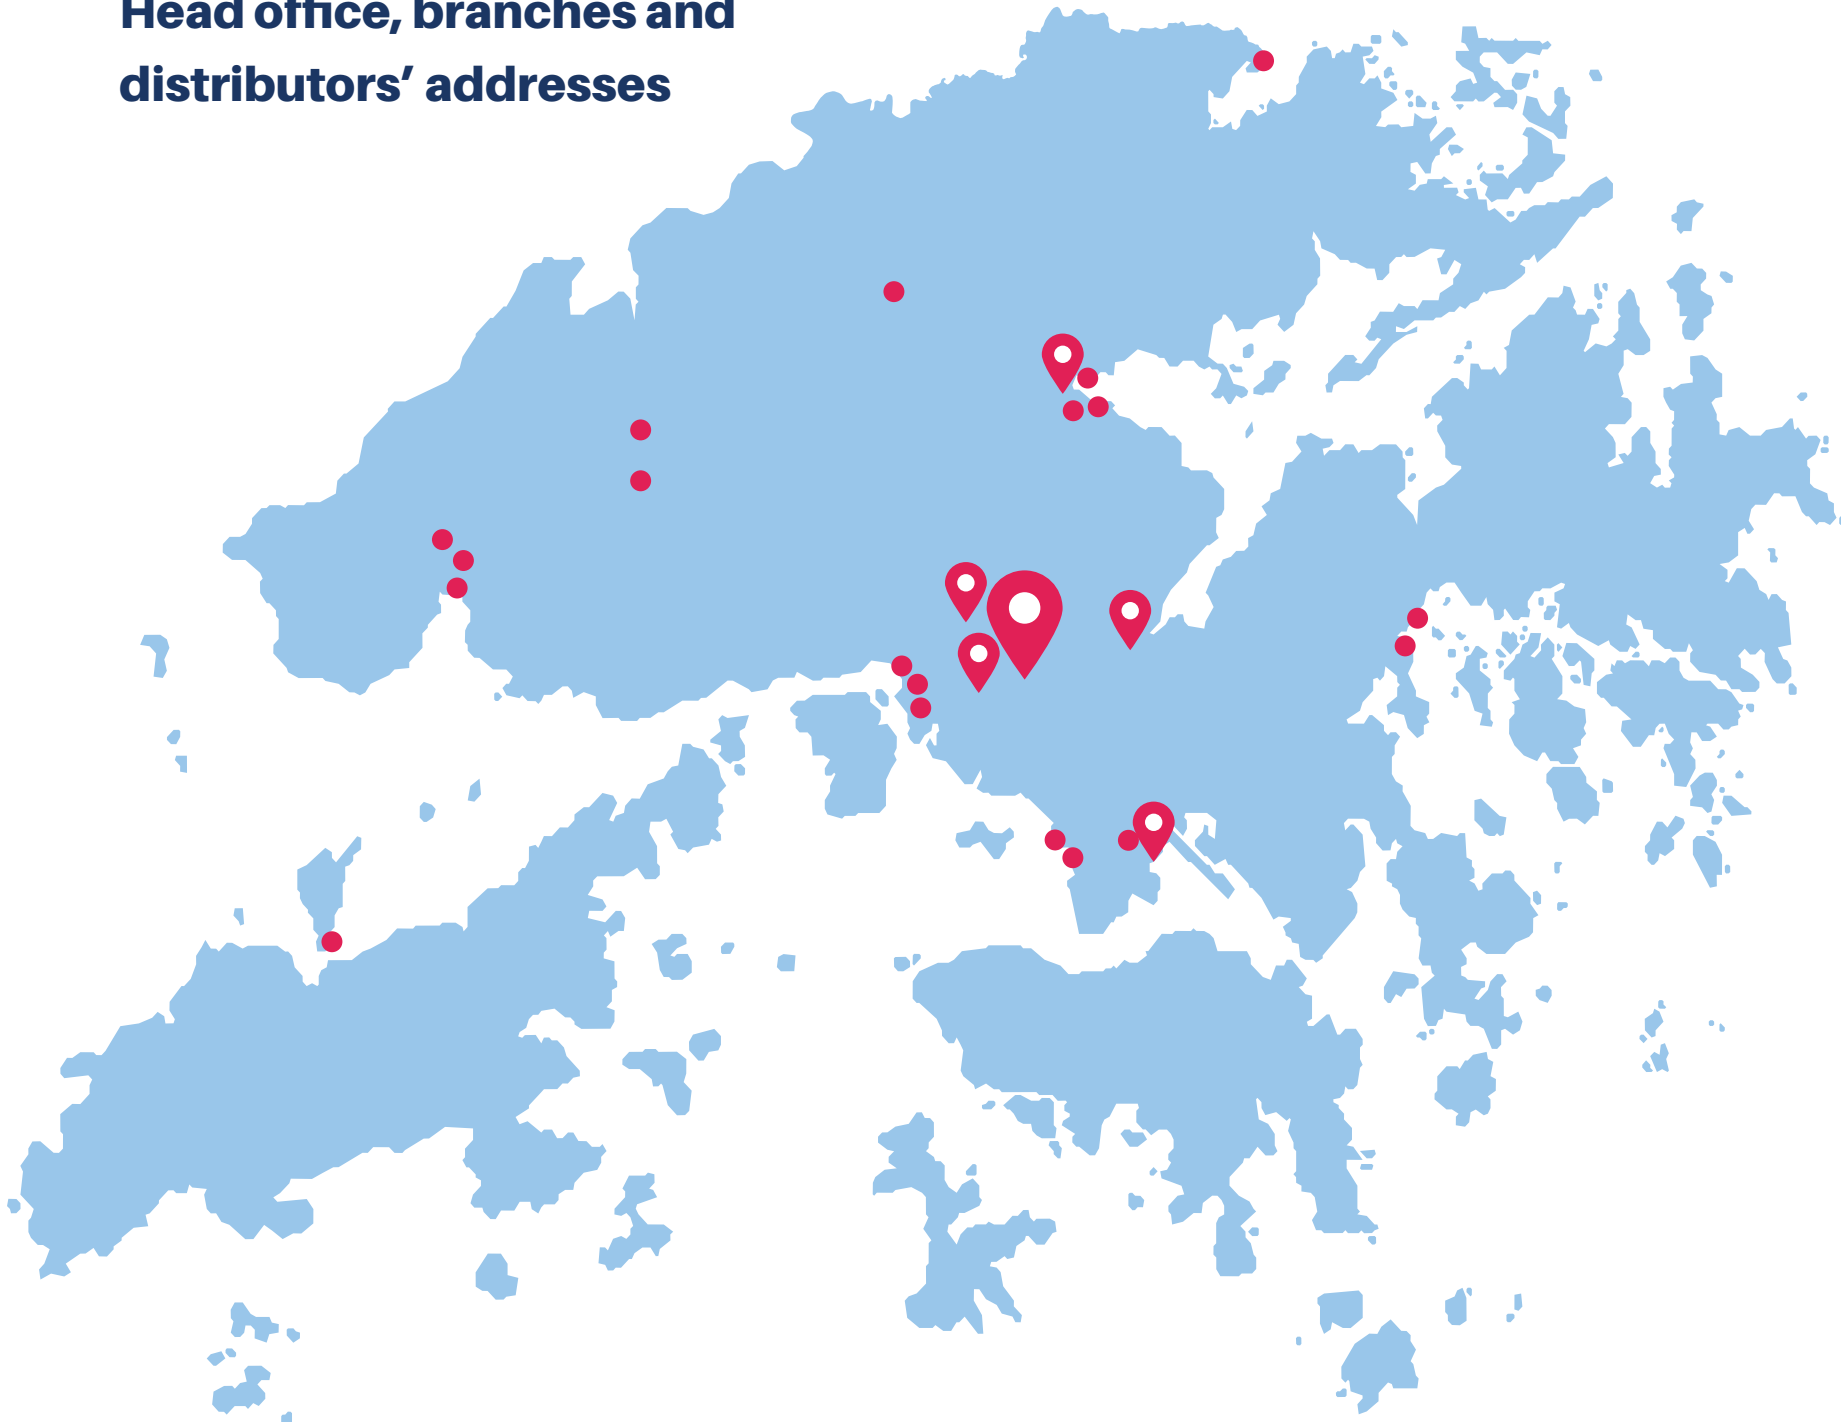 Head office, branches and
distributors’ addresses